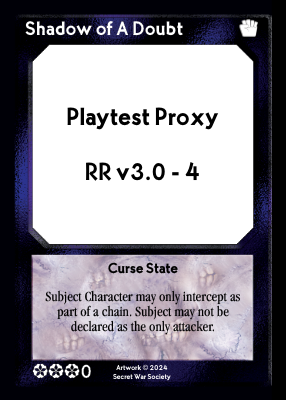 Shadow of A Doubt
Playtest Proxy
RR v3.0 - 4
Curse State
Subject Character may only intercept as
part of a chain. Subject may not be
declared as the only attacker.
0
Artwork © 2024
Secret War Society